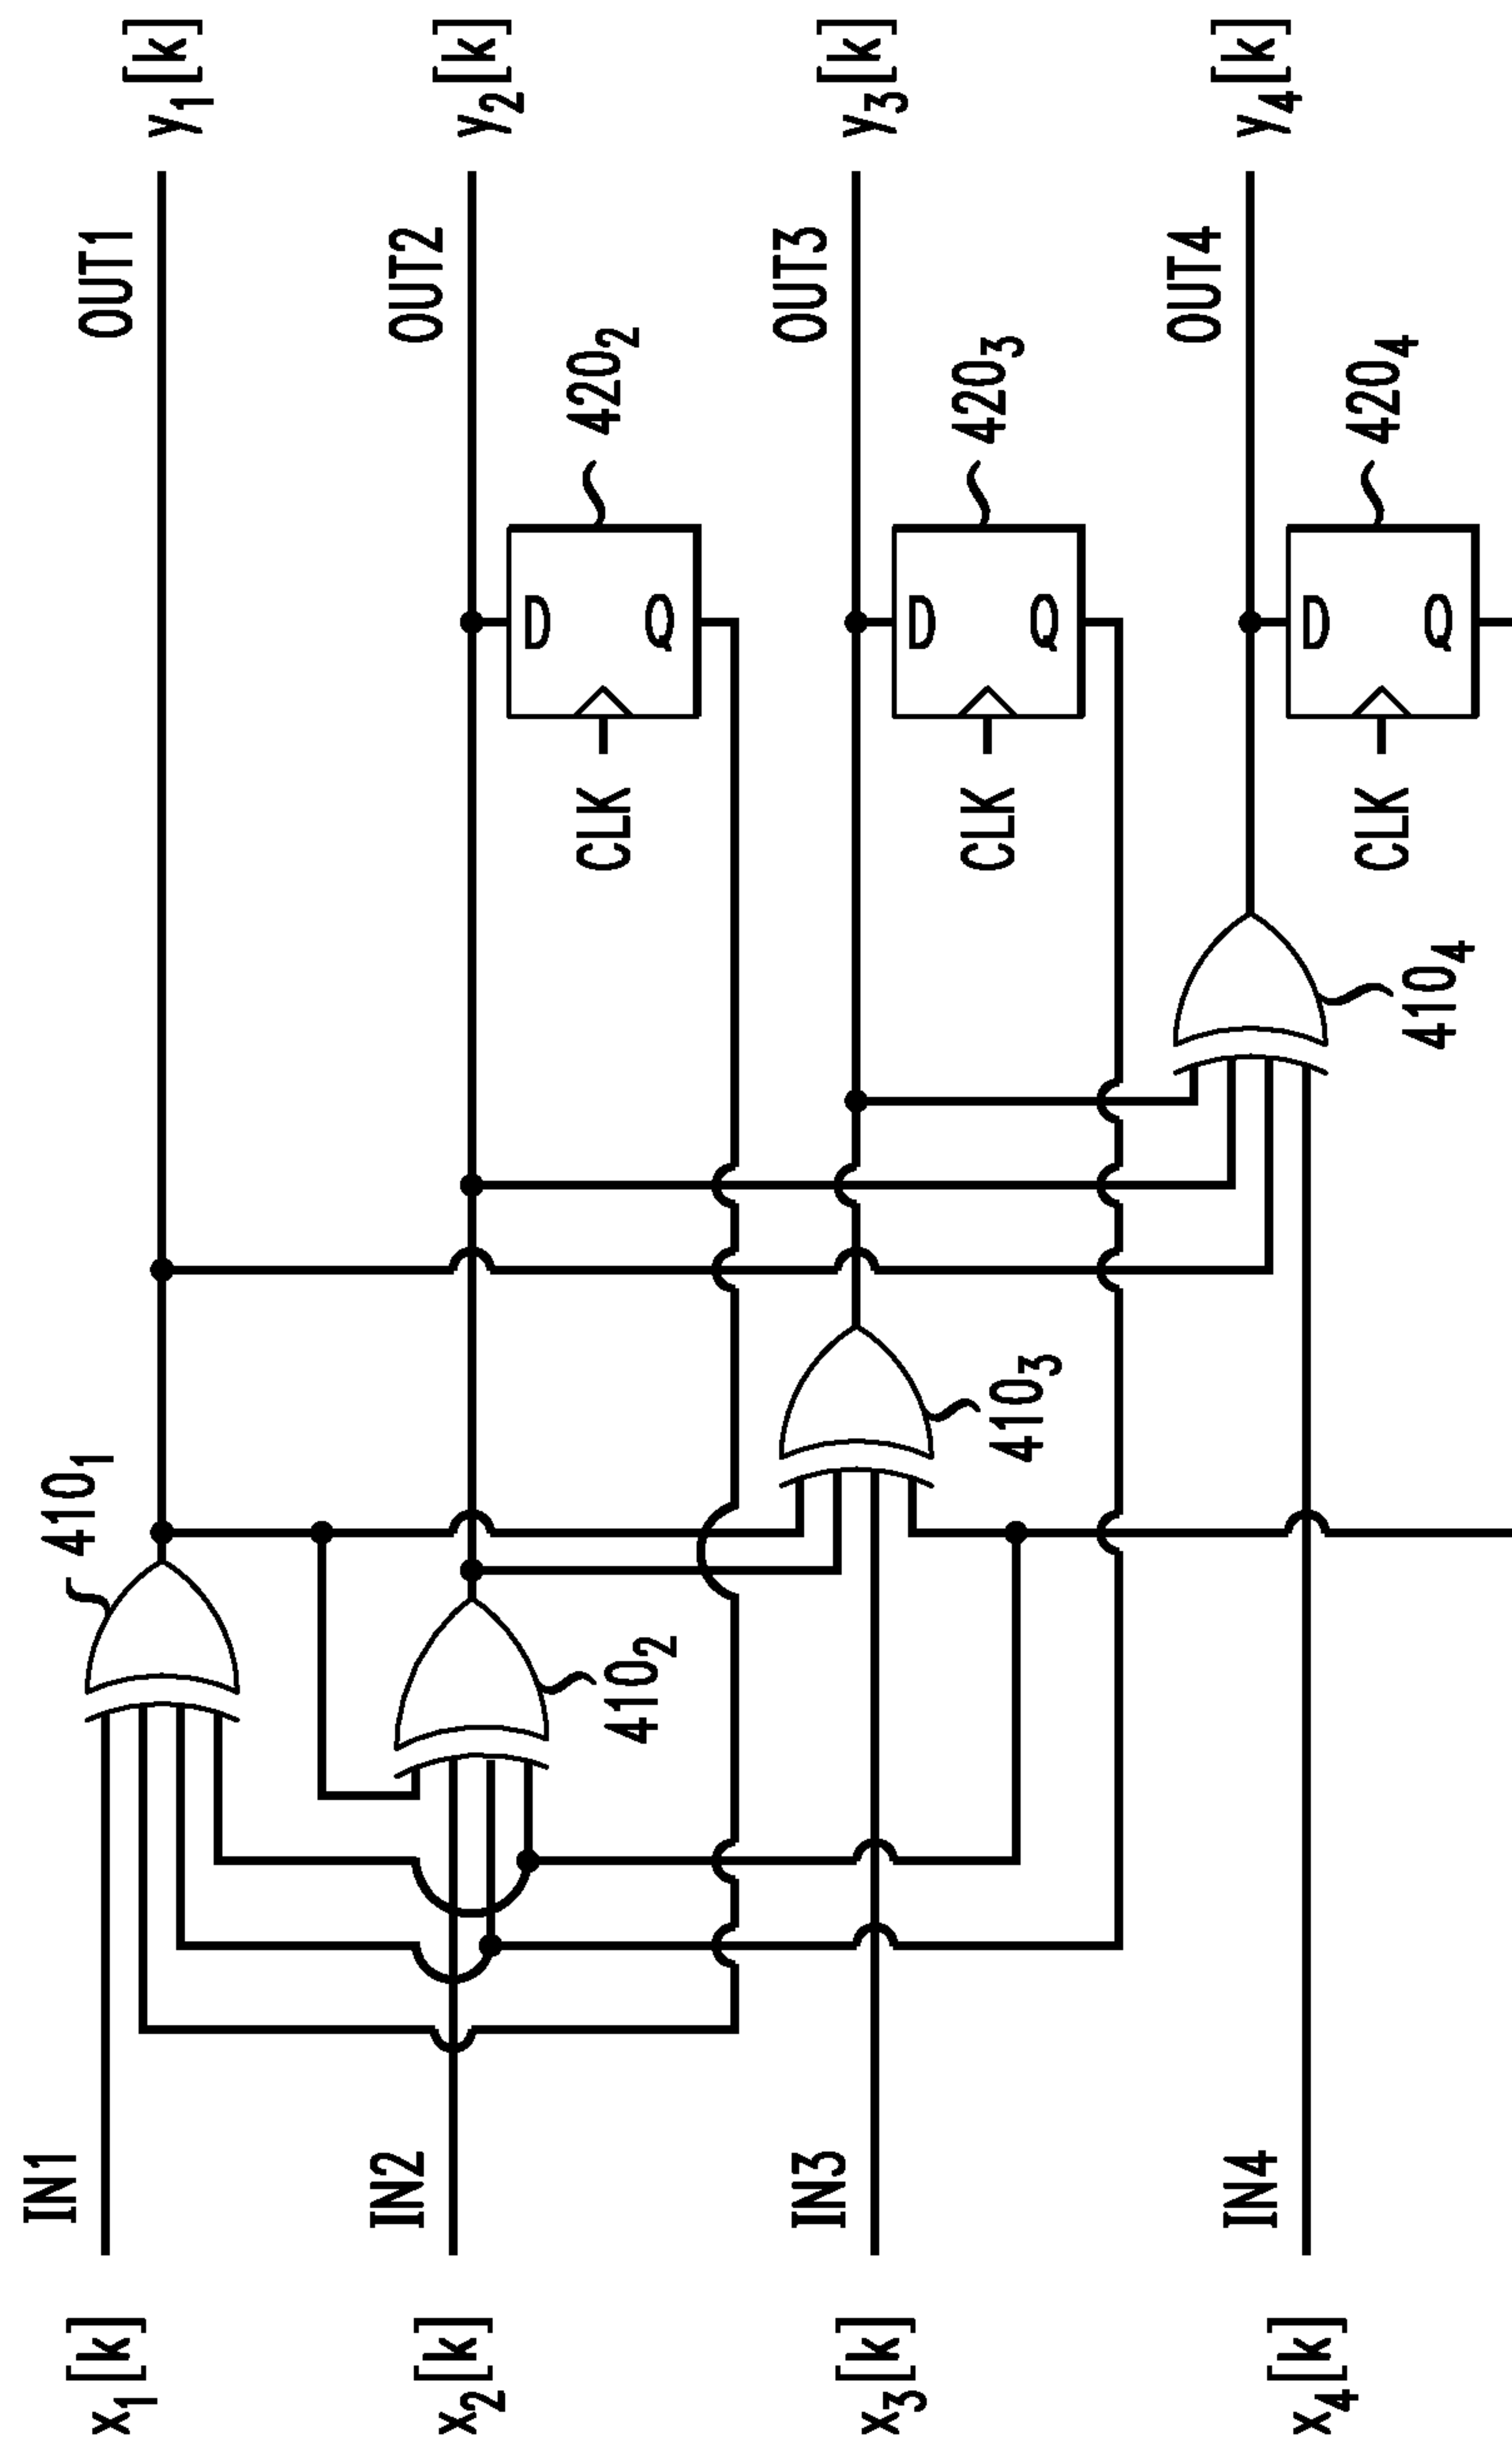 IN1
x1[k]
4101
OUT1
y1[k]
IN2
x2[k]
4102
CLK
D
Q
4202
OUT2
y2[k]
IN3
x3[k]
4103
CLK
D
Q
4203
OUT3
y3[k]
IN4
x4[k]
4104
CLK
D
Q
4204
OUT4
y4[k]